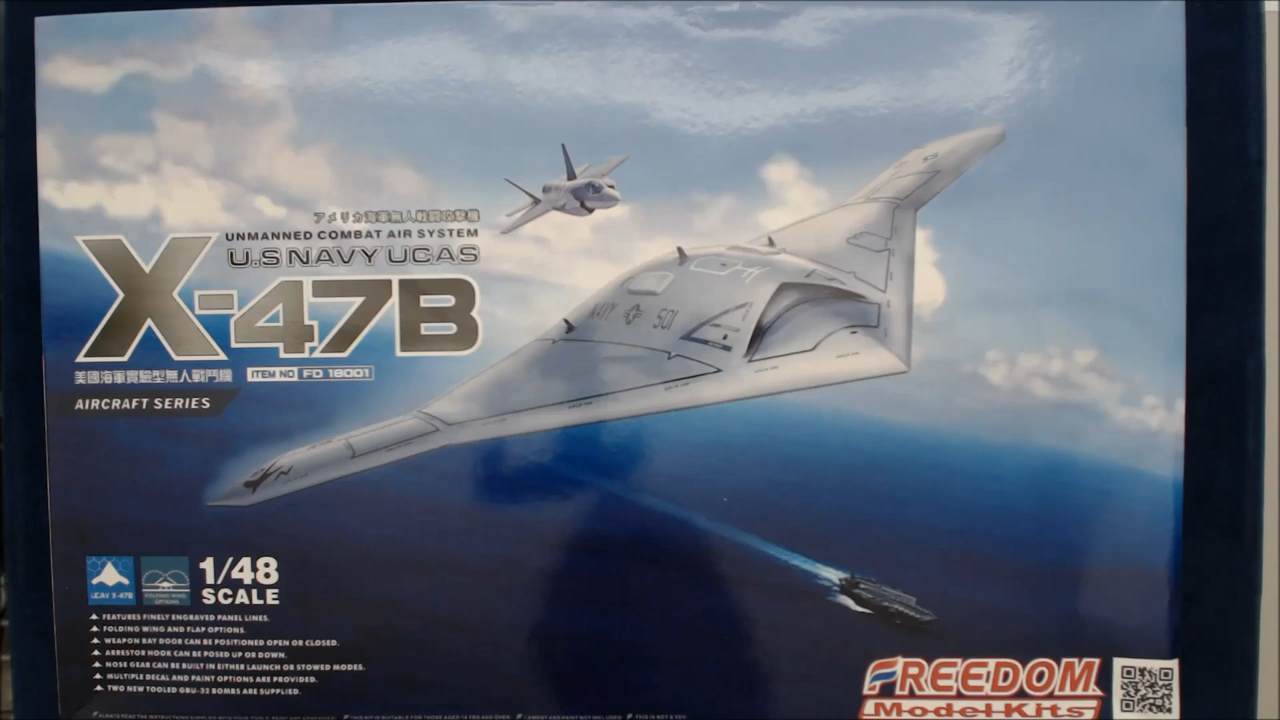 アメリカ海軍無人戦闘攻撃機
UNMANNED COMBAT AIR SYSTEM
U.S NAVY UCAS
X-47B
美國海軍實驗型無人戰鬥機
ITEM NO FD 18001
AIRCRAFT SERIES
NAVY 501
UCAV X-47B
FOLDING WING
OPTIONS
1/48
SCALE
FEATURES FINELY ENGRAVED PANEL LINES.
FOLDING WING AND FLAP OPTIONS.
WEAPON BAY DOOR CAN BE POSITIONED OPEN OR CLOSED.
ARRESTOR HOOK CAN BE POSED UP OR DOWN.
NOSE GEAR CAN BE BUILT IN EITHER LAUNCH OR STOWED MODES.
MULTIPLE DECAL AND PAINT OPTIONS ARE PROVIDED.
TWO NEW TOOLED GBU-32 BOMBS ARE SUPPLIED.
FREEDOM
Model Kits